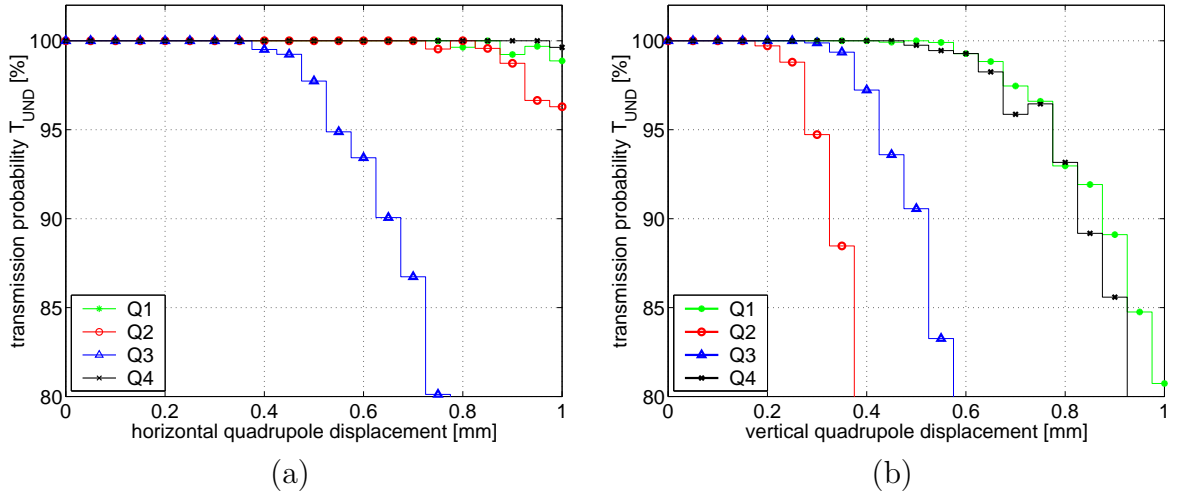 transmission probability T_UND [%]
100
95
90
85
80
Q1
Q2
Q3
Q4
0 0.2 0.4 0.6 0.8 1
horizontal quadrupole displacement [mm]
(a)
transmission probability T_UND [%]
100
95
90
85
80
Q1
Q2
Q3
Q4
0 0.2 0.4 0.6 0.8 1
vertical quadrupole displacement [mm]
(b)